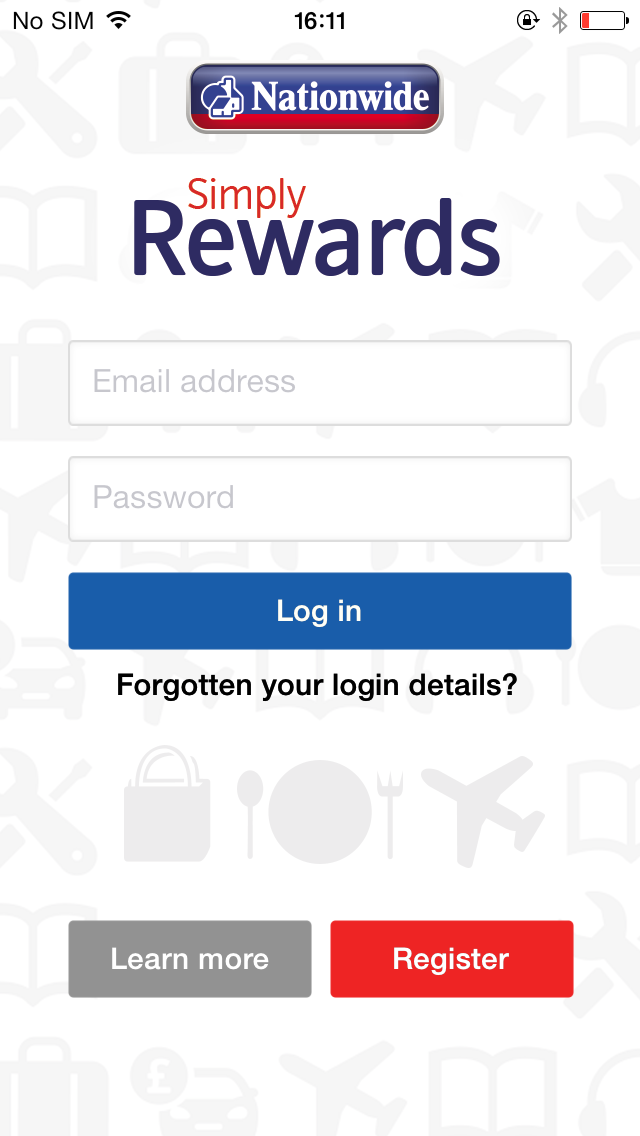 No SIM 16:11
Nationwide
Simply
Rewards
Email address
Password
Log in
Forgotten your login details?
Learn more Register
£